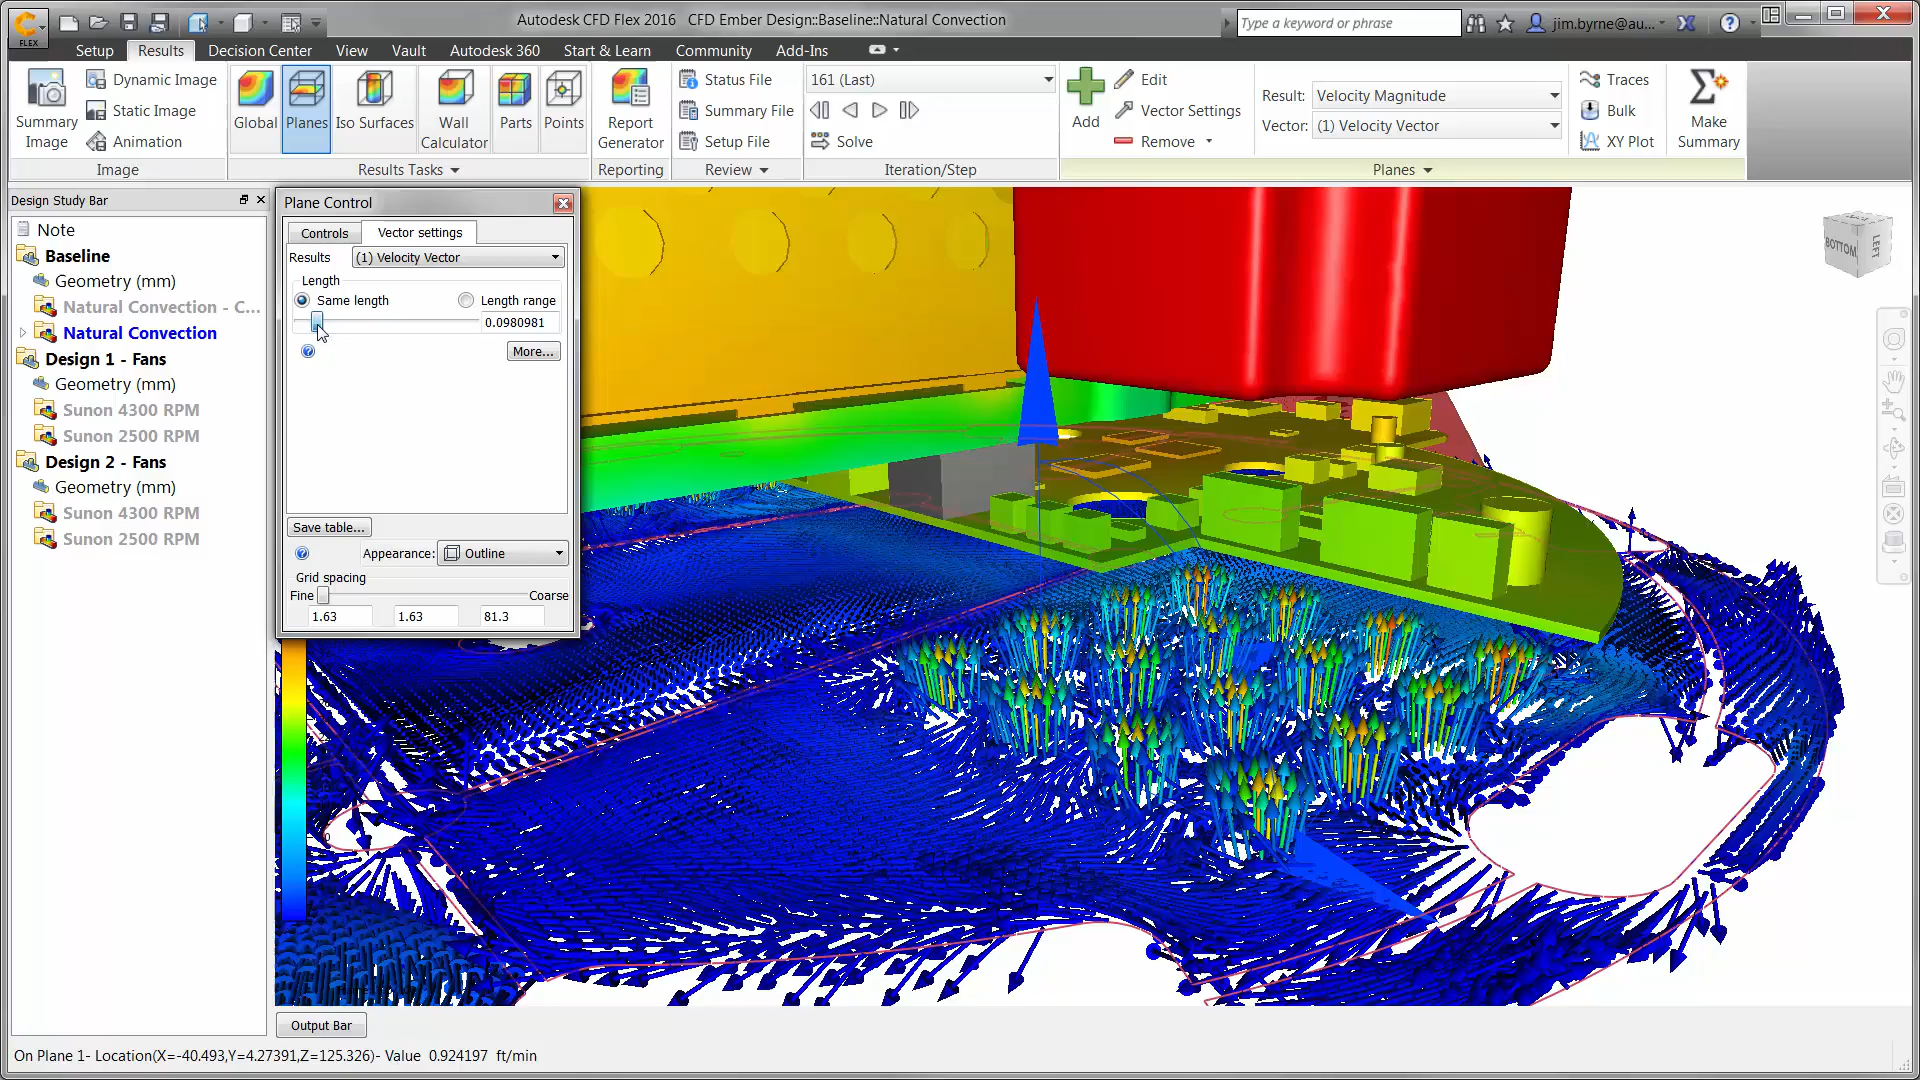 Autodesk CFD Flex 2016 CFD Ember Design::Baseline::Natural Convection
Type a keyword or phrase
jim.byrne@au...
FLEX
Setup Results Decision Center View Vault Autodesk 360 Start & Learn Community Add-Ins
Summary Image
Dynamic Image
Static Image
Animation
Image
Global
Planes
Iso Surfaces
Wall Calculator
Parts
Points
Results Tasks
Report Generator
Reporting
Status File
Summary File
Setup File
Review
161 (Last)
Solve
Iteration/Step
Add
Edit
Vector Settings
Remove
Result: Velocity Magnitude
Vector: (1) Velocity Vector
Traces
Bulk
XY Plot
Make Summary
Planes
Design Study Bar
Note
Baseline
Geometry (mm)
Natural Convection - C...
Natural Convection
Design 1 - Fans
Geometry (mm)
Sunon 4300 RPM
Sunon 2500 RPM
Design 2 - Fans
Geometry (mm)
Sunon 4300 RPM
Sunon 2500 RPM
Plane Control
Controls Vector settings
Results (1) Velocity Vector
Length
Same length Length range
0.0980981
More...
Save table...
Appearance: Outline
Grid spacing
Fine Coarse
1.63 1.63 81.3
BOTTOM LEFT
Output Bar
On Plane 1- Location(X=-40.493,Y=4.27391,Z=125.326)- Value 0.924197 ft/min